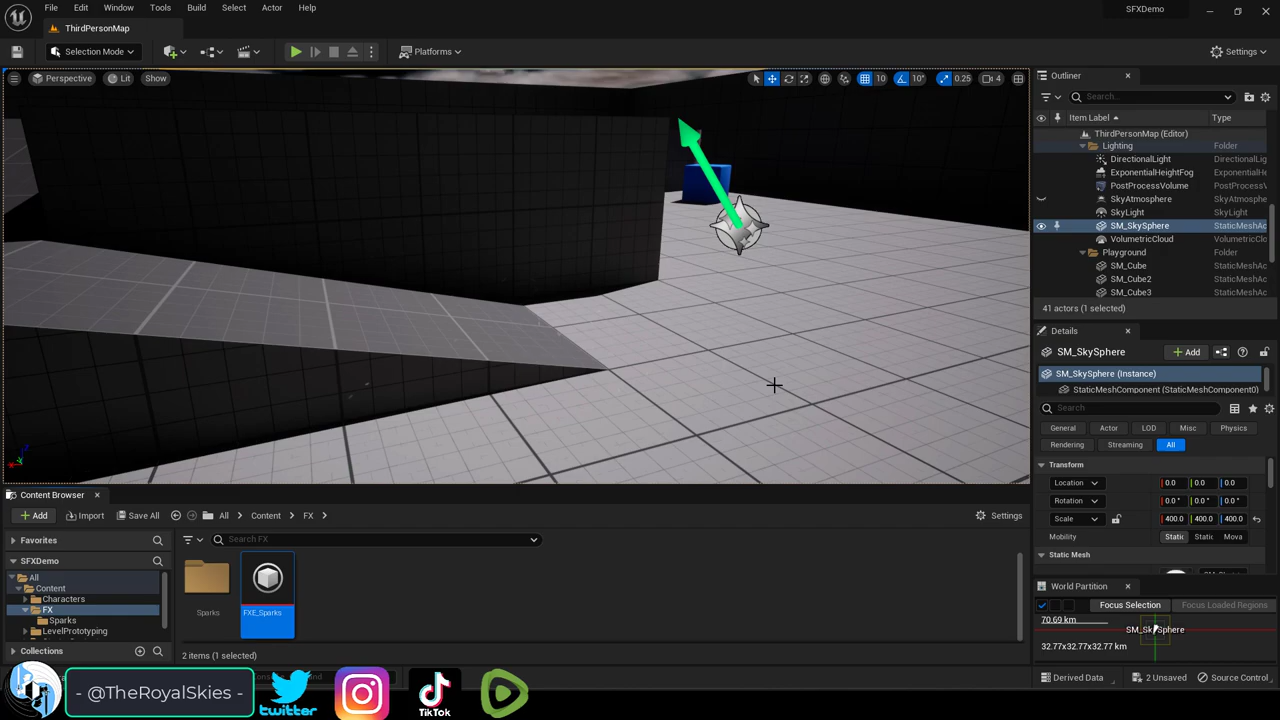 File Edit Window Tools Build Select Actor Help
SFXDemo
ThirdPersonMap
Selection Mode
Platforms
Settings
Perspective Lit Show
10 10° 0.25 4
Outliner
Search...
Item Label Type
ThirdPersonMap (Editor)
Lighting Folder
DirectionalLight DirectionalLig
ExponentialHeightFog ExponentialHe
PostProcessVolume PostProcessV
SkyAtmosphere SkyAtmosphe
SkyLight SkyLight
SM_SkySphere StaticMeshAc
VolumetricCloud VolumetricClo
Playground Folder
SM_Cube StaticMeshAc
SM_Cube2 StaticMeshAc
SM_Cube3 StaticMeshAc
41 actors (1 selected)
Details
SM_SkySphere
Add
SM_SkySphere (Instance)
StaticMeshComponent (StaticMeshComponent0)
Search
General Actor LOD Misc Physics
Rendering Streaming All
Transform
Location 0.0 0.0 0.0
Rotation 0.0 ° 0.0 ° 0.0 °
Scale 400.0 400.0 400.0
Mobility Static Static Mova
Static Mesh
World Partition
Focus Selection Focus Loaded Regions
70.69 km
SM_SkySphere
32.77x32.77x32.77 km
Derived Data 2 Unsaved Source Control
Content Browser
Add Import Save All All Content FX
Settings
Favorites
Search FX
SFXDemo
All
Content
Characters
FX
Sparks
LevelPrototyping
Collections
Sparks
FXE_Sparks
2 items (1 selected)
- @TheRoyalSkies -
twitter
TikTok